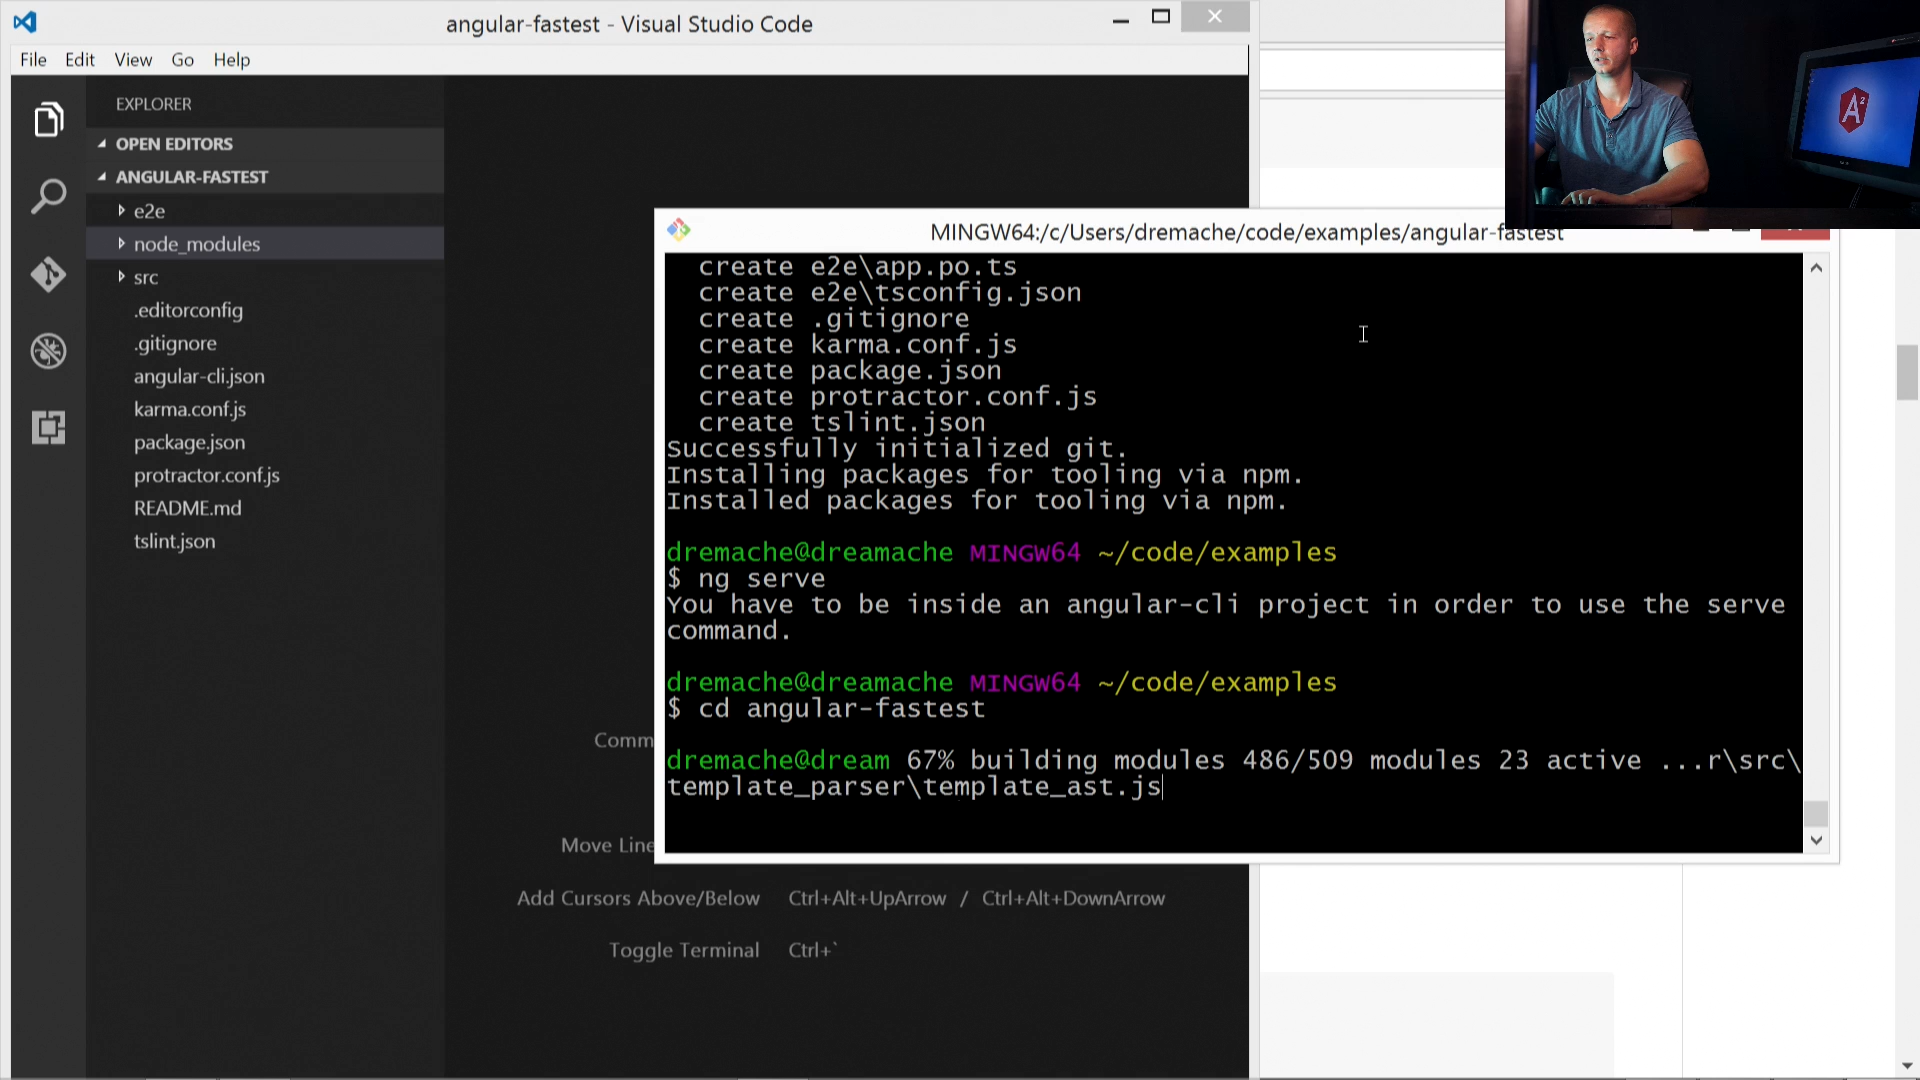 angular-fastest - Visual Studio Code
File Edit View Go Help
EXPLORER
OPEN EDITORS
ANGULAR-FASTEST
e2e
node_modules
src
.editorconfig
.gitignore
angular-cli.json
karma.conf.js
package.json
protractor.conf.js
README.md
tslint.json
Comm
Move Line
Add Cursors Above/Below Ctrl+Alt+UpArrow / Ctrl+Alt+DownArrow
Toggle Terminal Ctrl+`
A2
MINGW64:/c/Users/dremache/code/examples/angular-fastest
create e2e\app.po.ts
create e2e\tsconfig.json
create .gitignore
create karma.conf.js
create package.json
create protractor.conf.js
create tslint.json
Successfully initialized git.
Installing packages for tooling via npm.
Installed packages for tooling via npm.
dremache@dreamache MINGW64 ~/code/examples
$ ng serve
You have to be inside an angular-cli project in order to use the serve
command.
dremache@dreamache MINGW64 ~/code/examples
$ cd angular-fastest
dremache@dream 67% building modules 486/509 modules 23 active ...r\src\
template_parser\template_ast.js